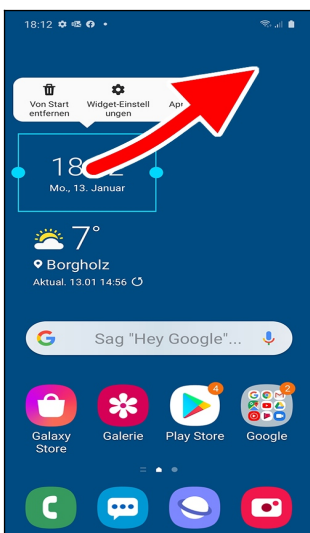 18:12
Von Start
entfernen
Widget-Einstell
ungen
18
Mo., 13. Januar
7°
Borgholz
Aktual. 13.01 14:56
G
Sag "Hey Google"...
4
2
Galaxy
Store
Galerie
Play Store
Google